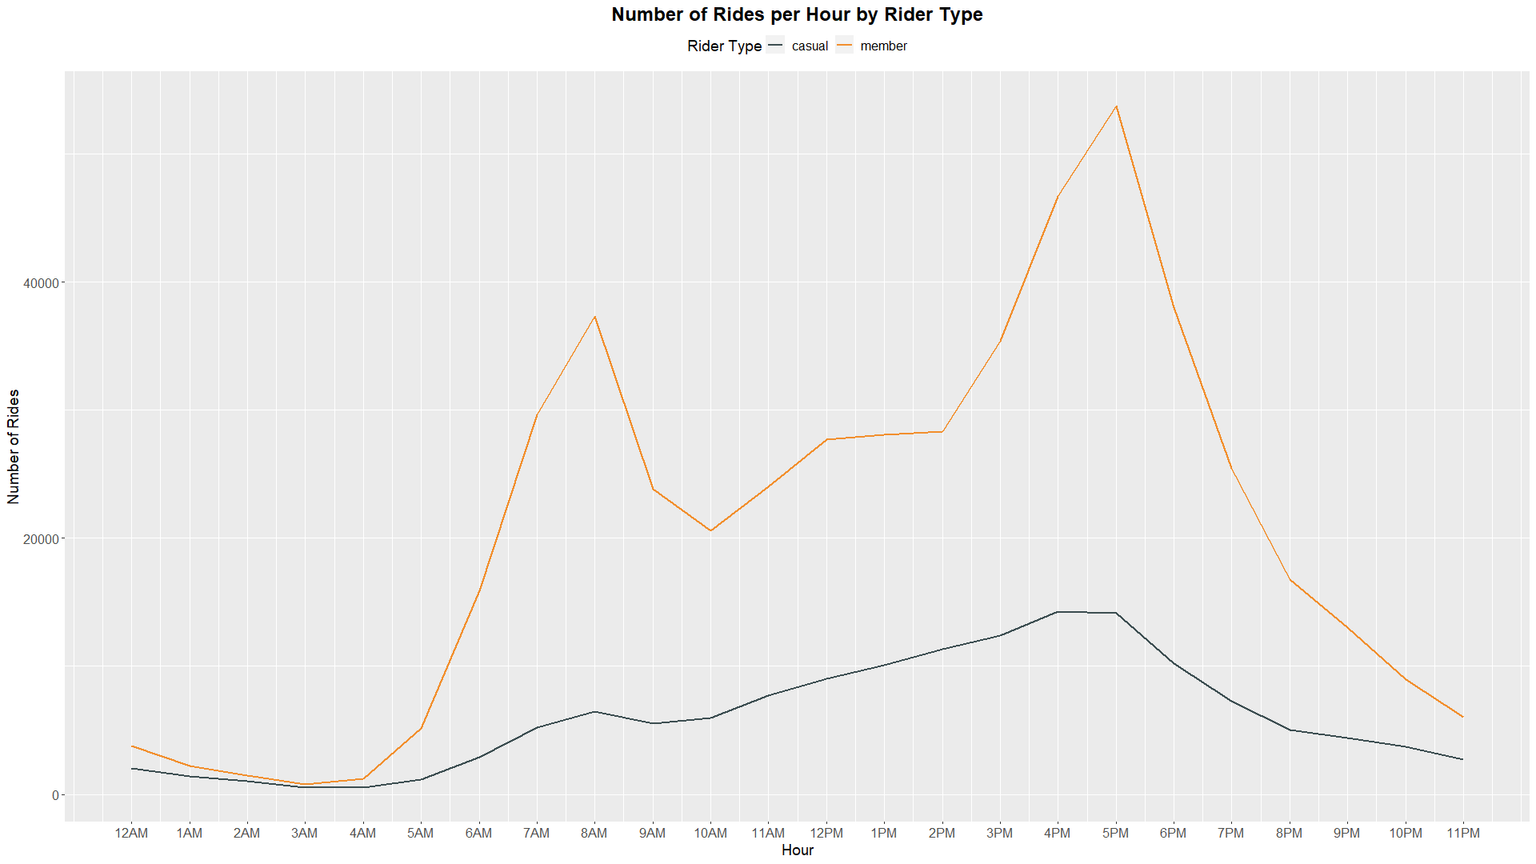 Number of Rides per Hour by Rider Type
Rider Type casual member
Number of Rides
40000
20000
0
12AM 1AM 2AM 3AM 4AM 5AM 6AM 7AM 8AM 9AM 10AM 11AM 12PM 1PM 2PM 3PM 4PM 5PM 6PM 7PM 8PM 9PM 10PM 11PM
Hour